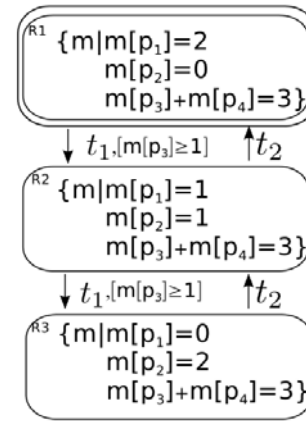 R1 {m|m[p₁]=2
m[p₂]=0
m[p₃]+m[p₄]=3}
t₁,[m[p₃]≥1] t₂
R2 {m|m[p₁]=1
m[p₂]=1
m[p₃]+m[p₄]=3}
t₁,[m[p₃]≥1] t₂
R3 {m|m[p₁]=0
m[p₂]=2
m[p₃]+m[p₄]=3}